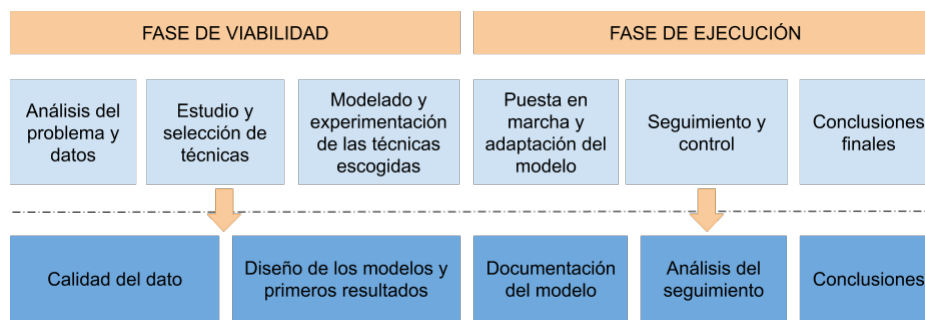 FASE DE VIABILIDAD
FASE DE EJECUCIÓN
Análisis del
problema y
datos
Estudio y
selección de
técnicas
Modelado y
experimentación
de las técnicas
escogidas
Puesta en
marcha y
adaptación del
modelo
Seguimiento y
control
Conclusiones
finales
Calidad del dato
Diseño de los modelos y
primeros resultados
Documentación
del modelo
Análisis del
seguimiento
Conclusiones